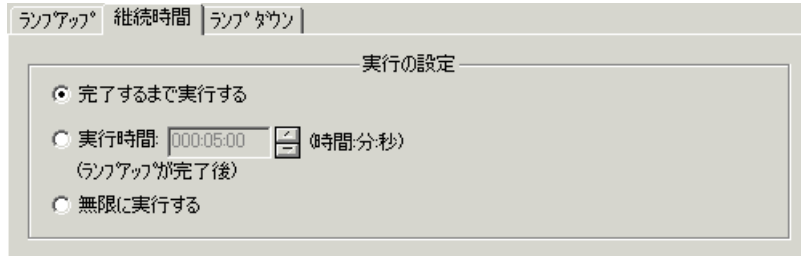 ﾗﾝﾌﾟｱｯﾌﾟ 継続時間 ﾗﾝﾌﾟﾀﾞｳﾝ
実行の設定
完了するまで実行する
実行時間: 000:05:00 (時間:分:秒)
(ﾗﾝﾌﾟｱｯﾌﾟが完了後)
無限に実行する